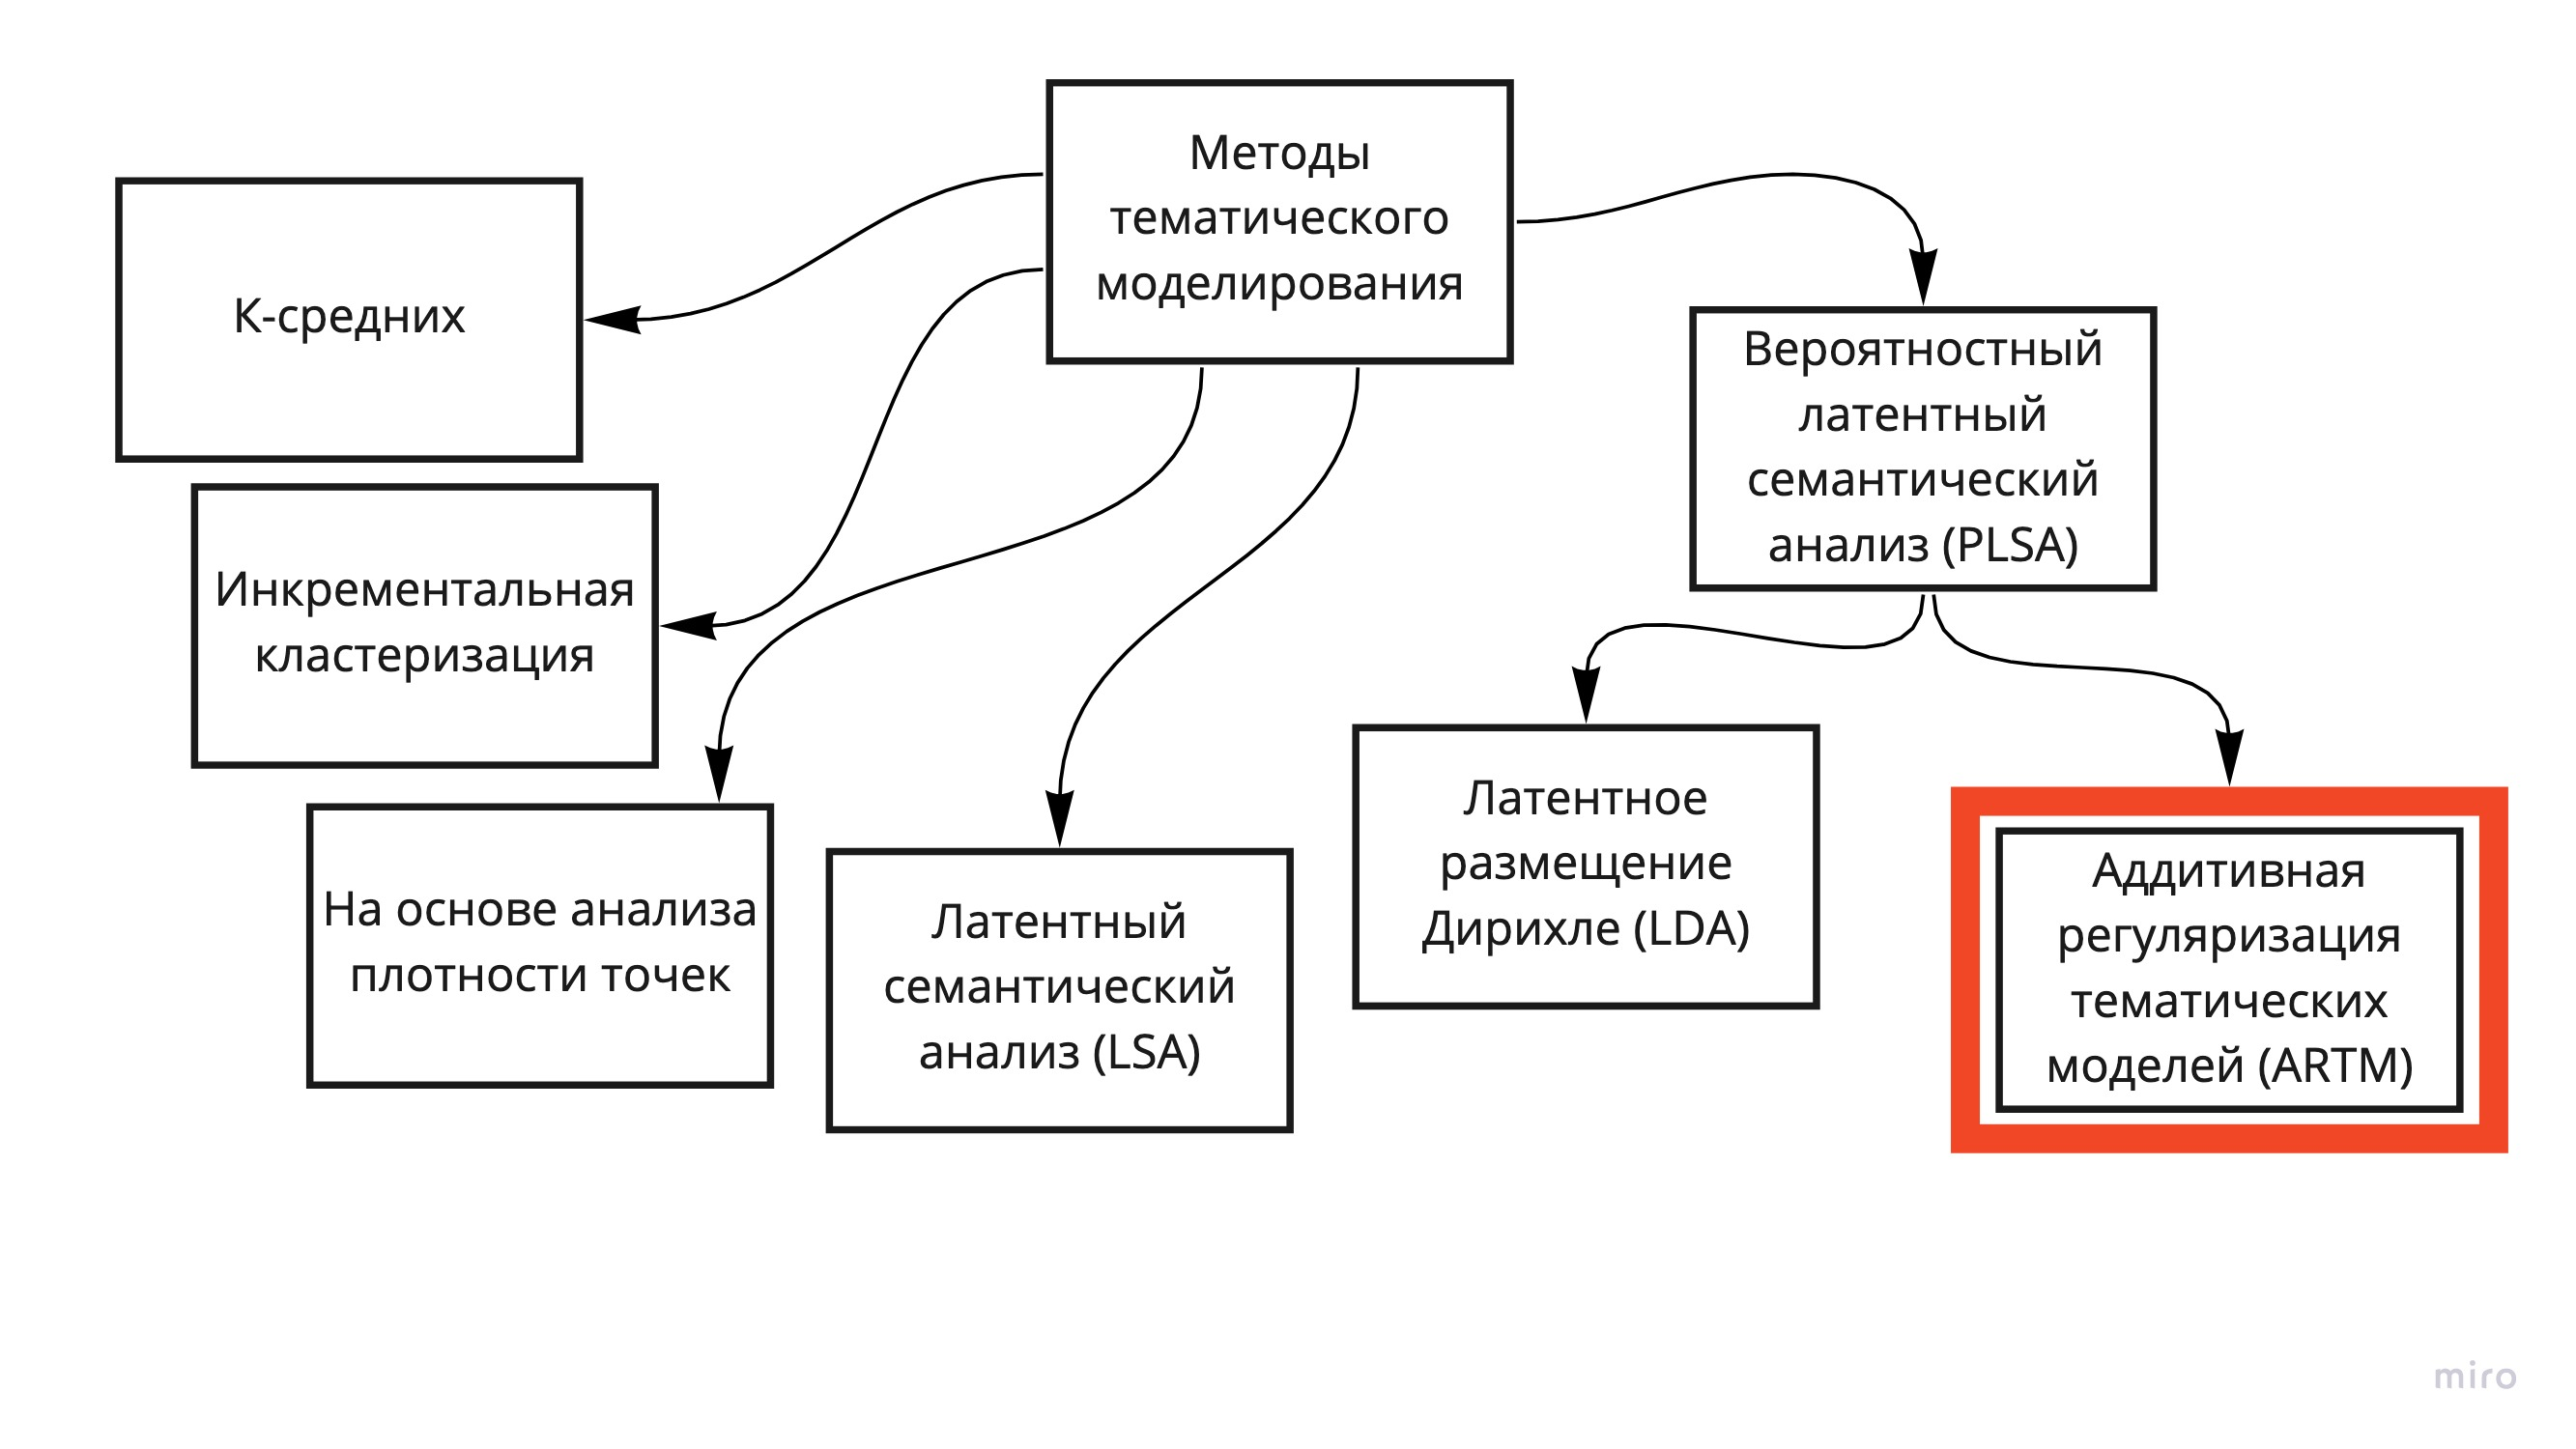 Методы
тематического
моделирования
К-средних
Инкрементальная
кластеризация
На основе анализа
плотности точек
Латентный
семантический
анализ (LSA)
Вероятностный
латентный
семантический
анализ (PLSA)
Латентное
размещение
Дирихле (LDA)
Аддитивная
регуляризация
тематических
моделей (ARTM)
miro